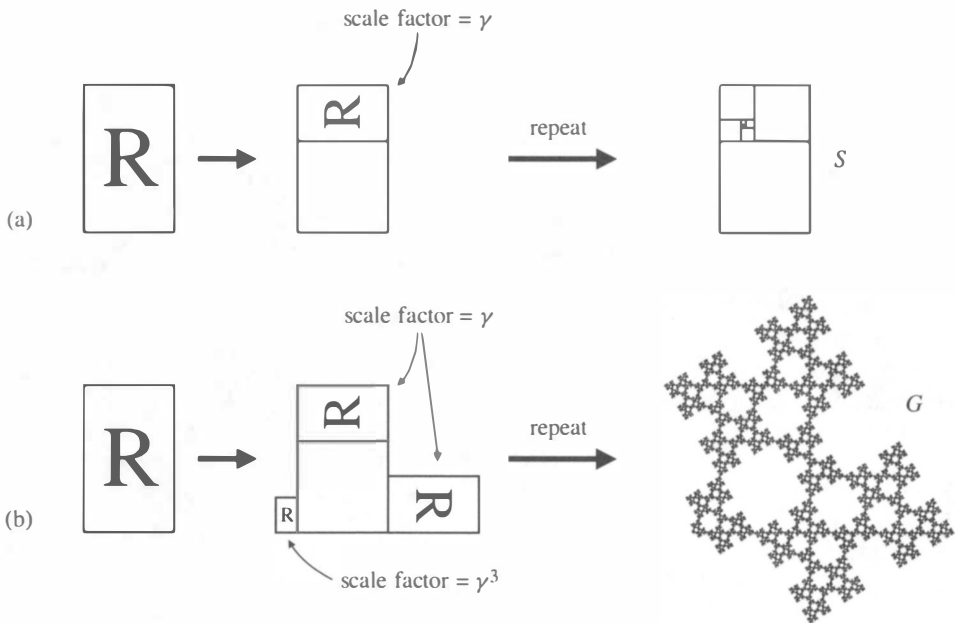 scale factor = γ
R
R
repeat
S
(a)
scale factor = γ
R
R
repeat
G
R
R
(b)
scale factor = γ³